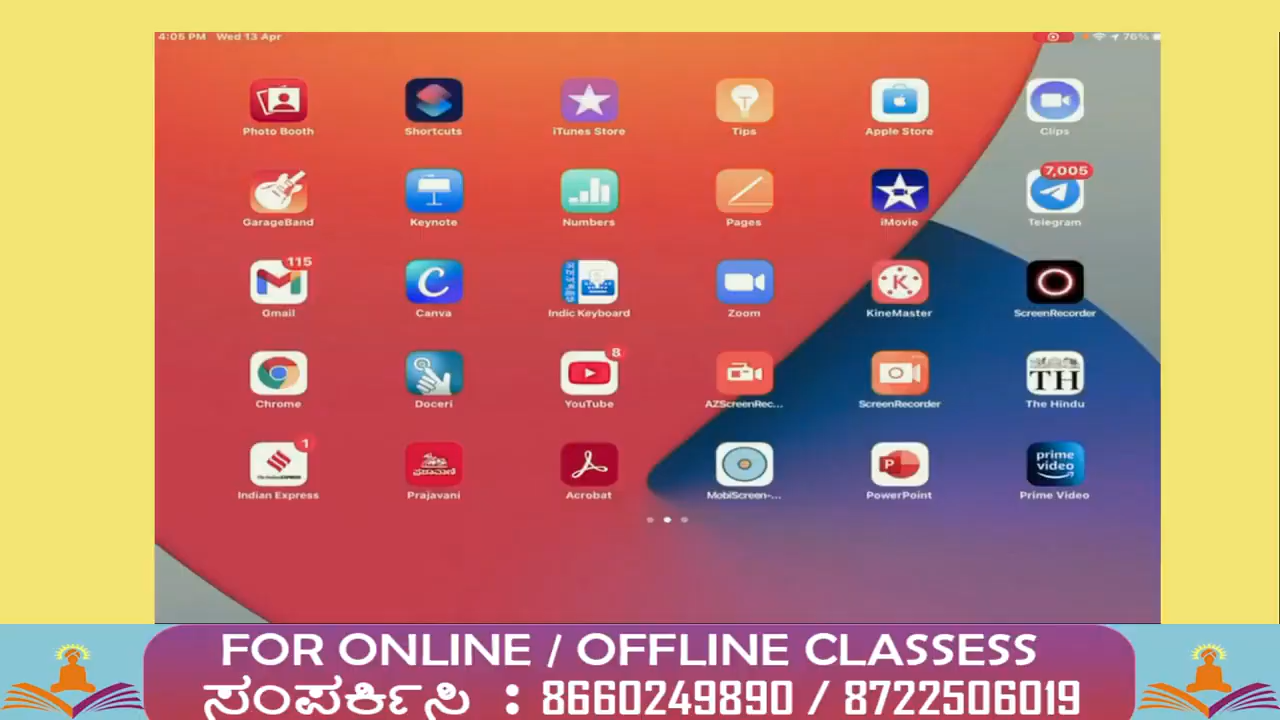 4:05 PM Wed 13 Apr 76%
Photo Booth Shortcuts iTunes Store Tips Apple Store Clips
7,005
GarageBand Keynote Numbers Pages iMovie Telegram
115
Gmail Canva Indic Keyboard Zoom KineMaster ScreenRecorder
8
TH
Chrome Doceri YouTube AZScreenRec... ScreenRecorder The Hindu
1
ಪ್ರಜಾವಾಣಿ
prime video
Indian Express Prajavani Acrobat MobiScreen-... PowerPoint Prime Video
FOR ONLINE / OFFLINE CLASSESS
ಸಂಪರ್ಕಿಸಿ : 8660249890 / 8722506019